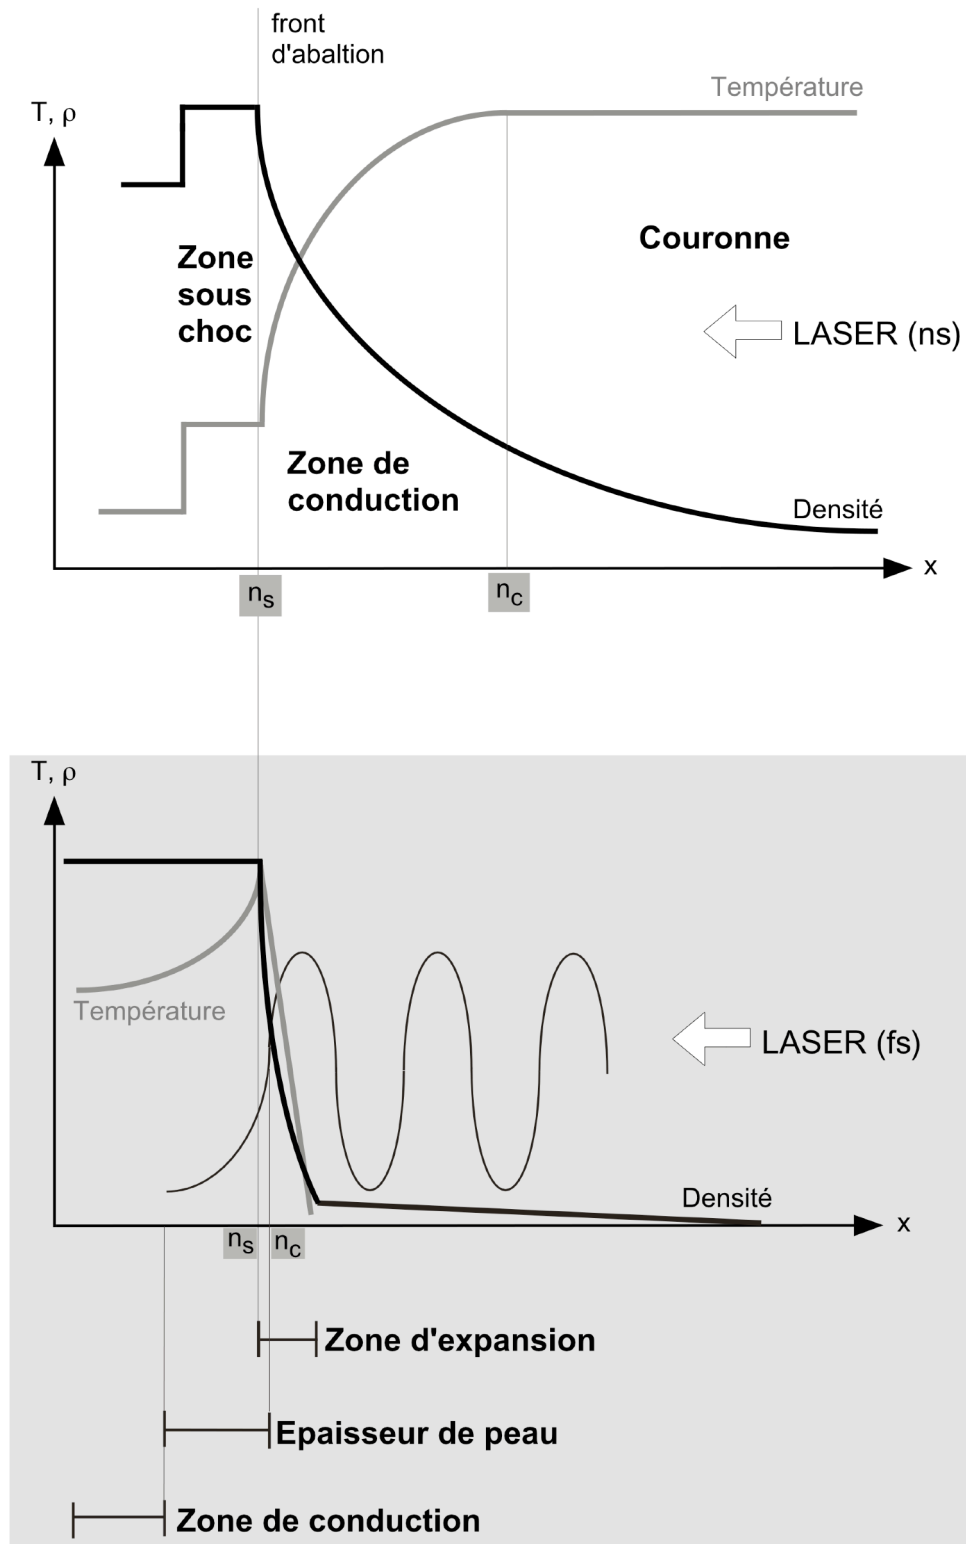 front
d'abaltion
Température
T, ρ
Couronne
Zone
sous
choc
LASER (ns)
Zone de
conduction
Densité
x
ns
nc
T, ρ
Température
LASER (fs)
Densité
x
ns
nc
Zone d'expansion
Epaisseur de peau
Zone de conduction